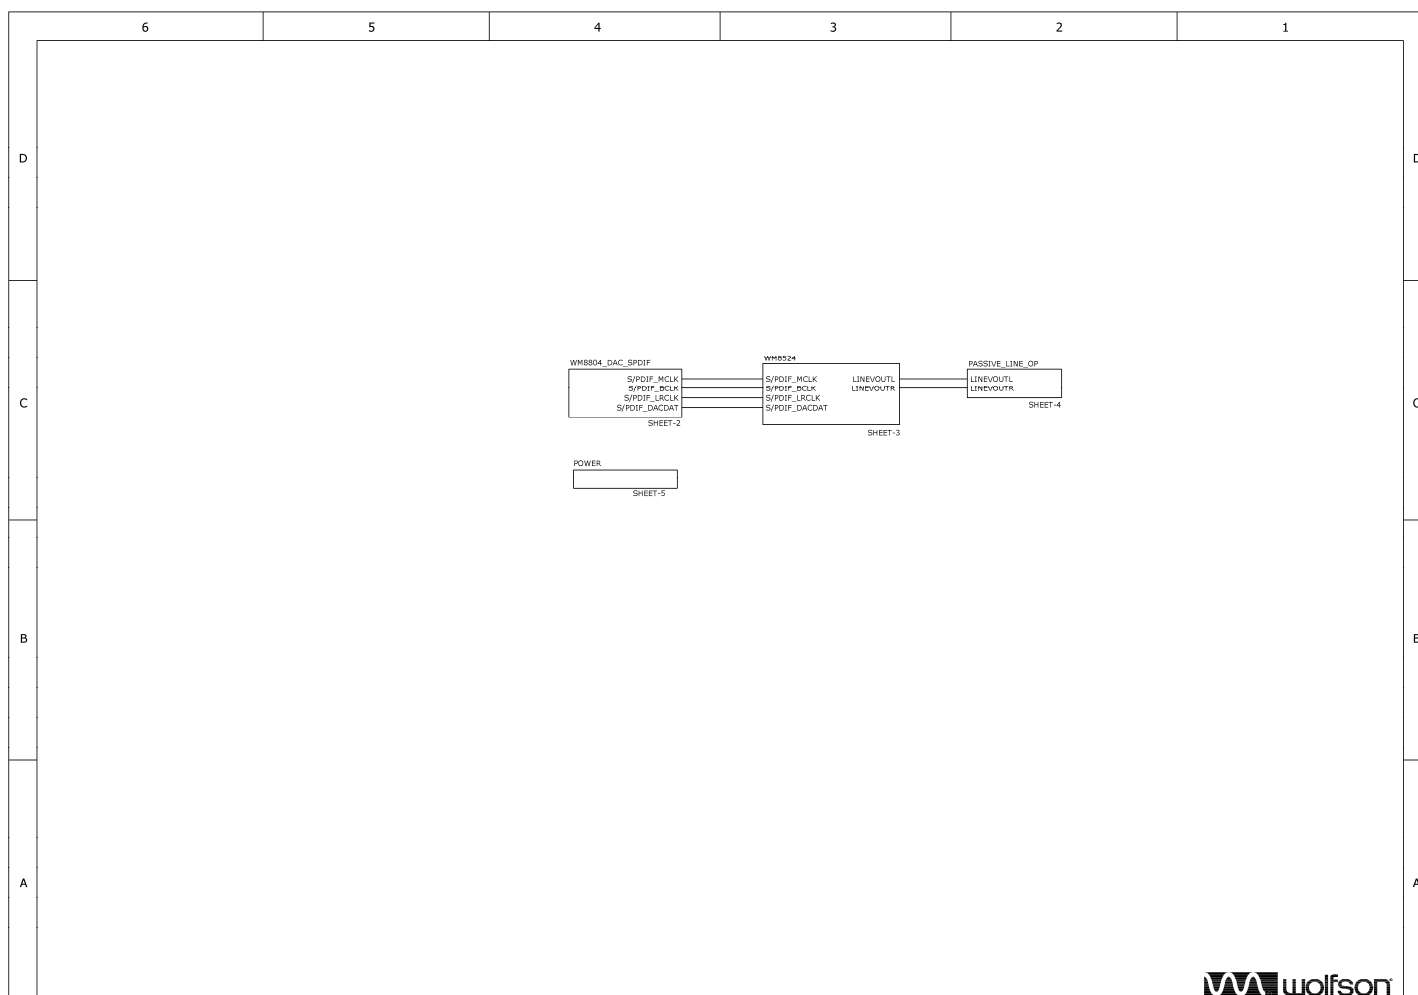 6 5 4 3 2 1
D D
WM8804_DAC_SPDIF WM8524 PASSIVE_LINE_OP
S/PDIF_MCLK S/PDIF_MCLK LINEVOUTL LINEVOUTL
S/PDIF_BCLK S/PDIF_BCLK LINEVOUTR LINEVOUTR
S/PDIF_LRCLK S/PDIF_LRCLK
C SHEET-4 C
S/PDIF_DACDAT S/PDIF_DACDAT
SHEET-2
SHEET-3
POWER
SHEET-5
B B
A A
wolfson®